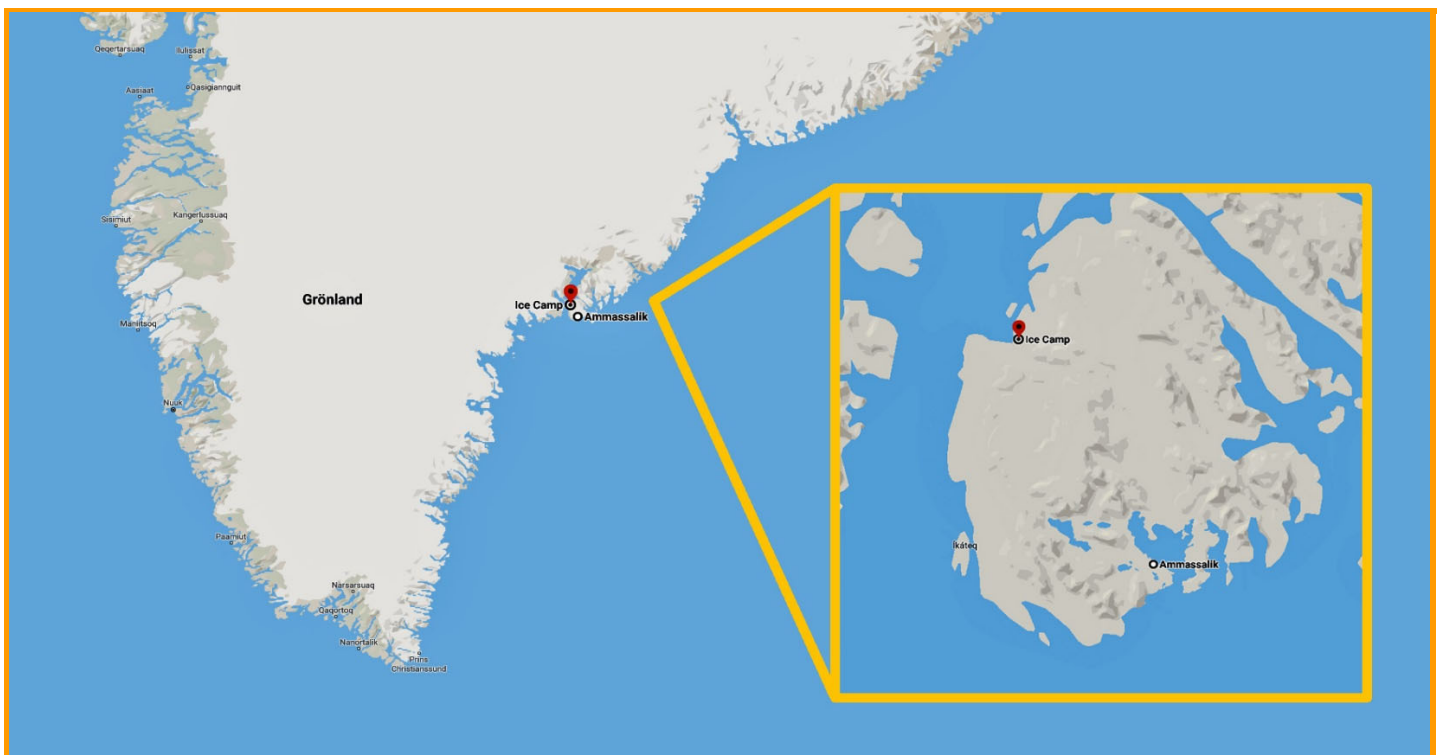 Qeqertarsuaq
Ilulissat
Aasiaat
Qasigiannguit
Sisimiut
Kangerlussuaq
Grönland
Ice Camp
Ammassalik
Maniitsoq
Nuuk
Paamiut
Narsarsuaq
Qaqortoq
Nanortalik
Prins
Christianssund
Ice Camp
Ikáteq
Ammassalik